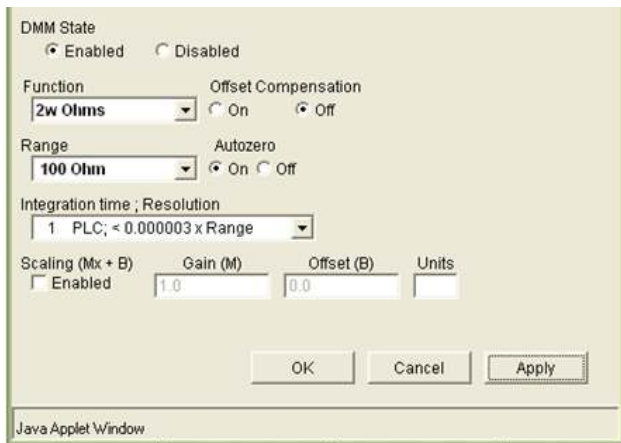 DMM State
Enabled Disabled
Function Offset Compensation
2w Ohms On Off
Range Autozero
100 Ohm On Off
Integration time ; Resolution
1 PLC; < 0.000003 x Range
Scaling (Mx + B) Gain (M) Offset (B) Units
Enabled 1.0 0.0
OK Cancel Apply
Java Applet Window